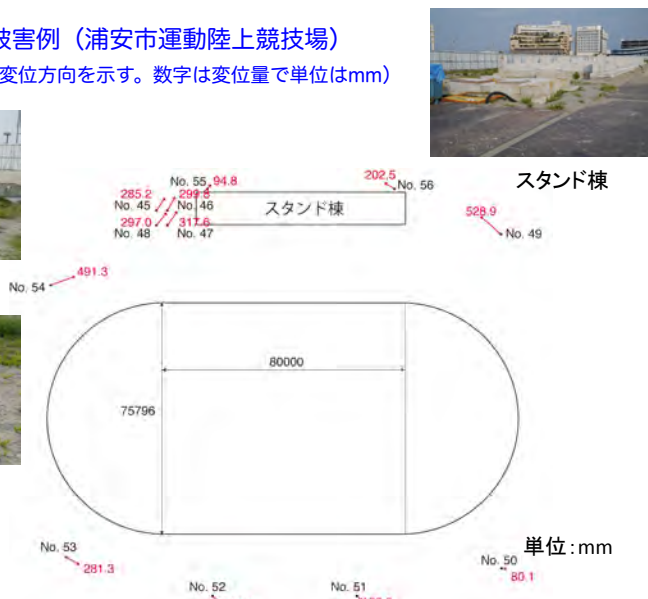 被害例（浦安市運動陸上競技場）
変位方向を示す。数字は変位量で単位はmm）
スタンド棟
No. 55 94.8
202.5
No. 56
285.2 299.8
No. 45 No. 46
スタンド棟
528.9
297.0 317.6
No. 48 No. 47
No. 49
491.3
No. 54
80000
75796
No. 53
281.3
単位：mm
No. 50
80.1
No. 52
No. 51